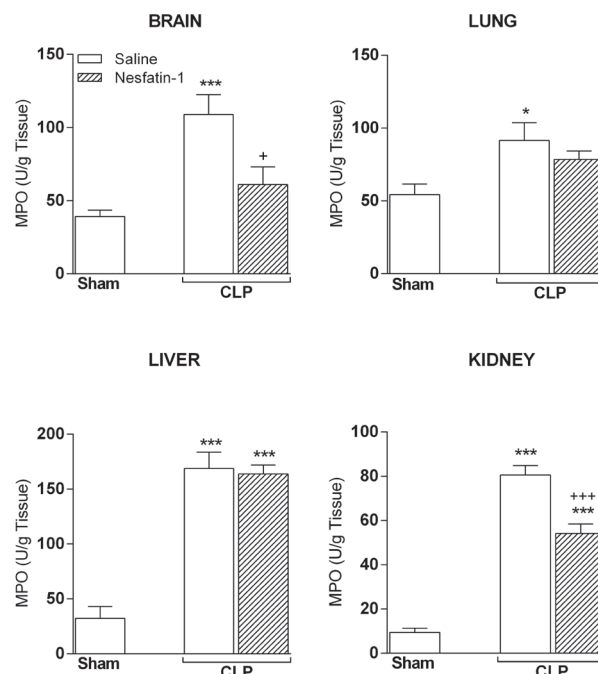 BRAIN
Saline
Nesfatin-1
MPO (U/g Tissue)
150
100
50
0
***
+
Sham
CLP
LUNG
MPO (U/g Tissue)
150
100
50
0
*
Sham
CLP
LIVER
MPO (U/g Tissue)
200
150
100
50
0
***
***
Sham
CLP
KIDNEY
MPO (U/g Tissue)
100
80
60
40
20
0
***
+++
***
Sham
CLP